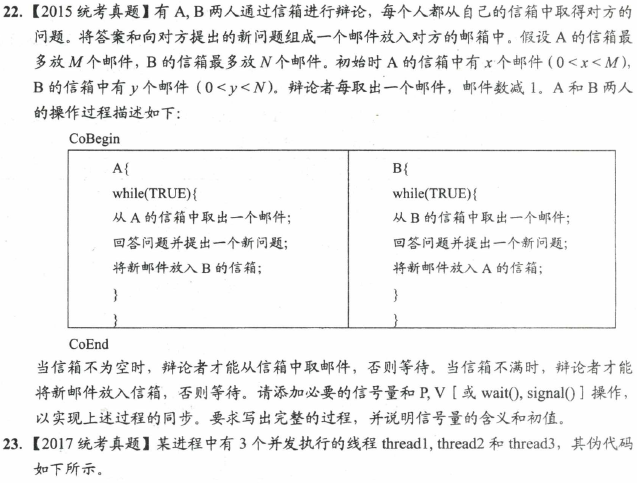 22. 【2015 统考真题】有 A, B 两人通过信箱进行辩论，每个人都从自己的信箱中取得对方的
问题。将答案和向对方提出的新问题组成一个邮件放入对方的邮箱中。假设 A 的信箱最
多放 M 个邮件，B 的信箱最多放 N 个邮件。初始时 A 的信箱中有 x 个邮件（0<x<M），
B 的信箱中有 y 个邮件（0<y<N）。辩论者每取出一个邮件，邮件数减 1。A 和 B 两人
的操作过程描述如下：
CoBegin
A{
while(TRUE){
从 A 的信箱中取出一个邮件；
回答问题并提出一个新问题；
将新邮件放入 B 的信箱；
}
}
B{
while(TRUE){
从 B 的信箱中取出一个邮件；
回答问题并提出一个新问题；
将新邮件放入 A 的信箱；
}
}
CoEnd
当信箱不为空时，辩论者才能从信箱中取邮件，否则等待。当信箱不满时，辩论者才能
将新邮件放入信箱，否则等待。请添加必要的信号量和 P, V［或 wait(), signal()］操作，
以实现上述过程的同步。要求写出完整的过程，并说明信号量的含义和初值。
23. 【2017 统考真题】某进程中有 3 个并发执行的线程 thread1, thread2 和 thread3，其伪代码
如下所示。